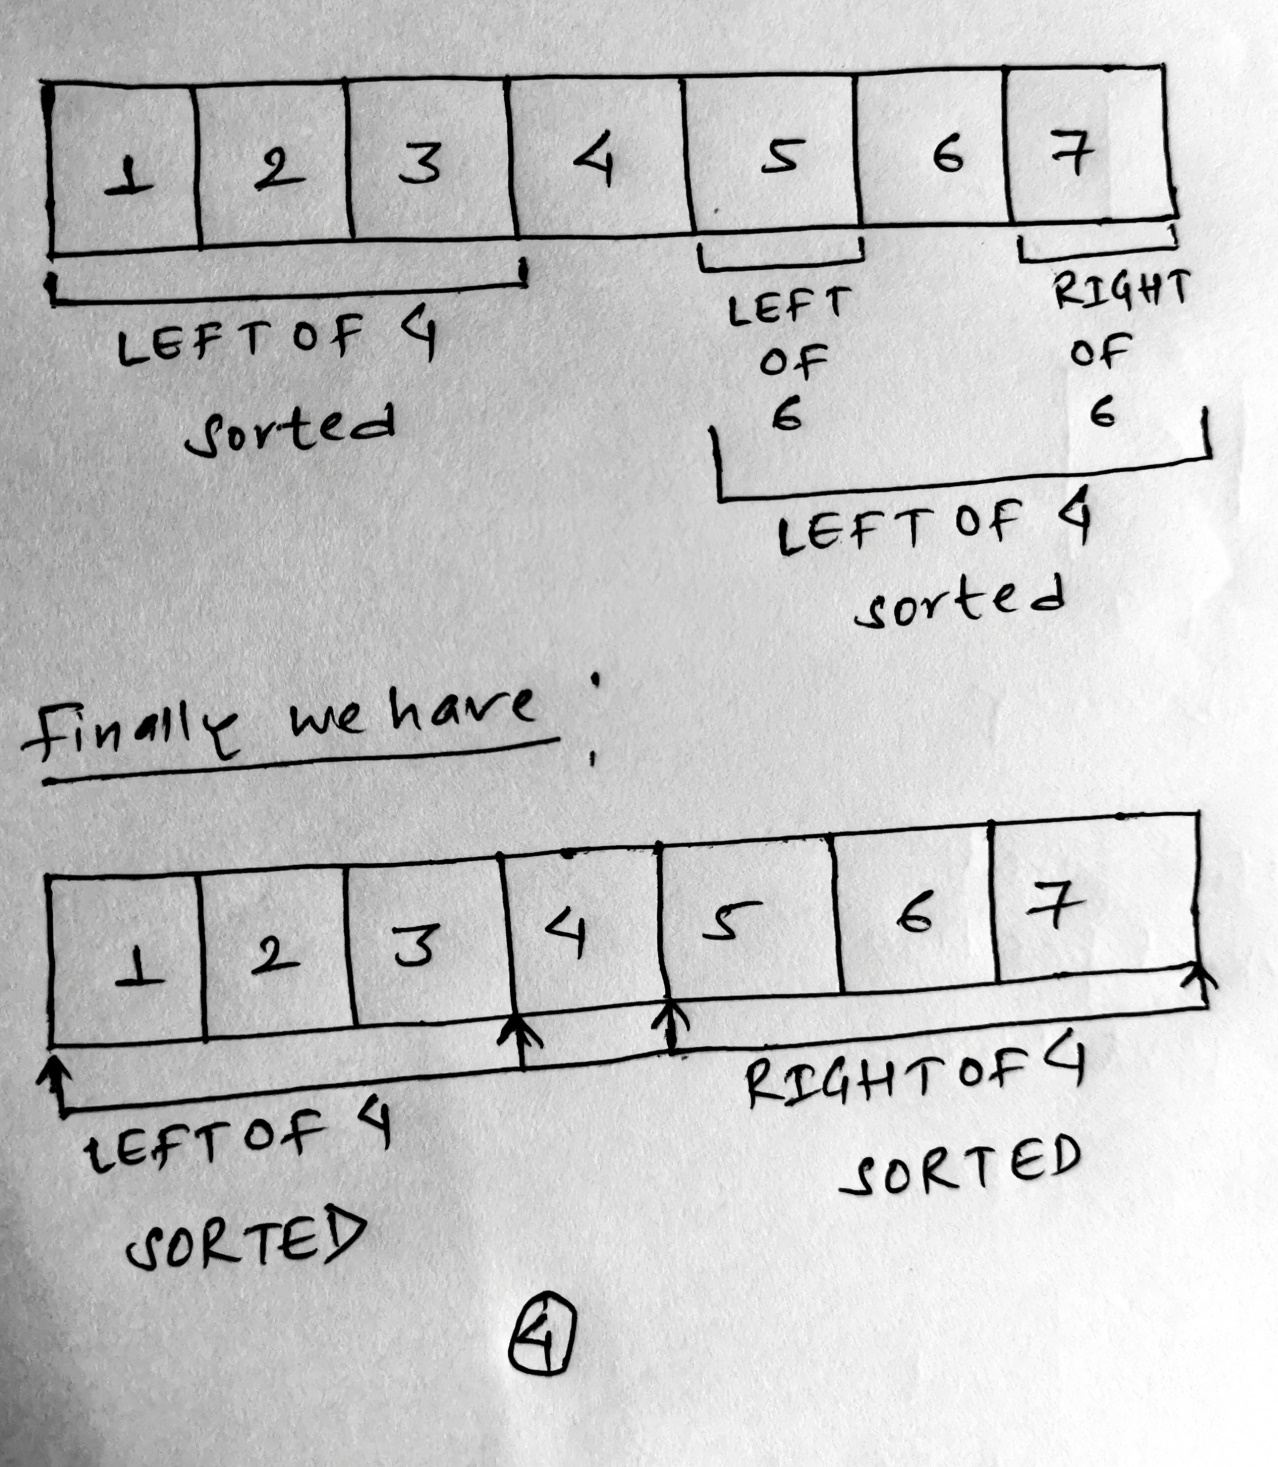 1 2 3 4 5 6 7
LEFT OF 4
sorted
LEFT
OF
6
RIGHT
OF
6
LEFT OF 4
sorted
Finally we have :
1 2 3 4 5 6 7
LEFT OF 4
SORTED
RIGHT OF 4
SORTED
4